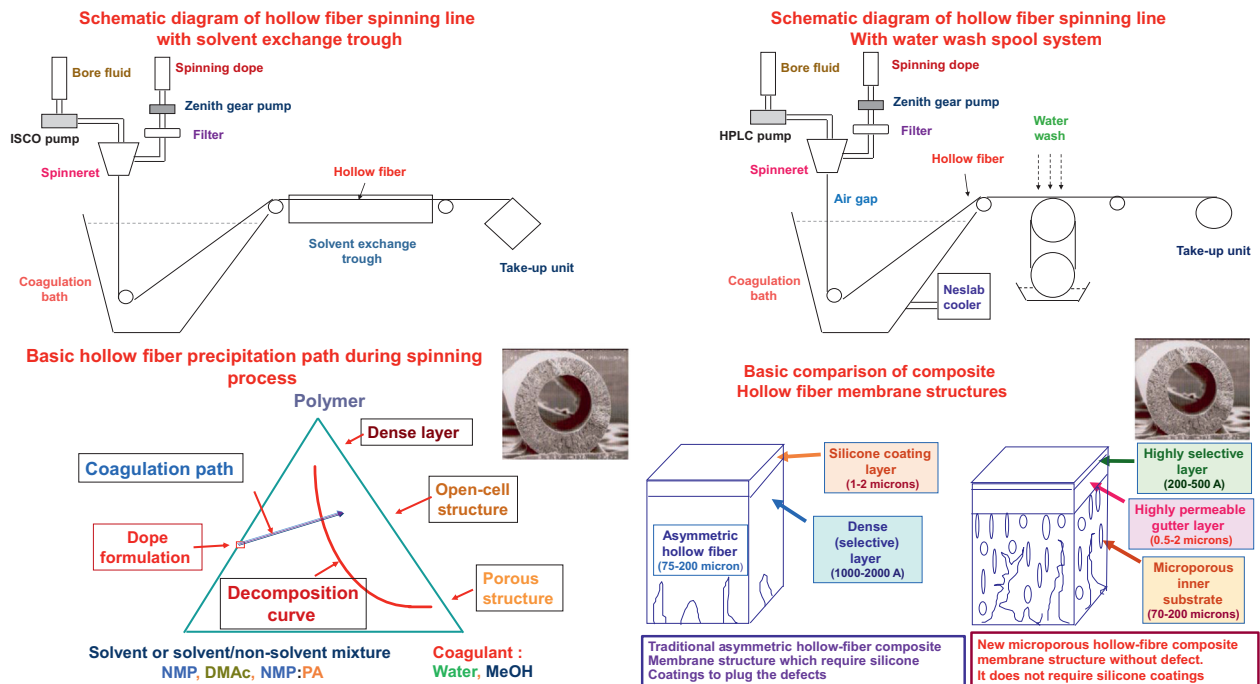 Schematic diagram of hollow fiber spinning line
with solvent exchange trough
Bore fluid
Spinning dope
Zenith gear pump
ISCO pump
Filter
Spinneret
Hollow fiber
Solvent exchange
trough
Take-up unit
Coagulation
bath
Schematic diagram of hollow fiber spinning line
With water wash spool system
Bore fluid
Spinning dope
Zenith gear pump
HPLC pump
Filter
Water
wash
Spinneret
Hollow fiber
Air gap
Coagulation
bath
Neslab
cooler
Take-up unit
Basic hollow fiber precipitation path during spinning
process
Polymer
Dense layer
Coagulation path
Open-cell
structure
Dope
formulation
Decomposition
curve
Porous
structure
Solvent or solvent/non-solvent mixture
NMP, DMAc, NMP:PA
Coagulant :
Water, MeOH
Basic comparison of composite
Hollow fiber membrane structures
Silicone coating
layer
(1-2 microns)
Asymmetric
hollow fiber
(75-200 micron)
Dense
(selective)
layer
(1000-2000 A)
Traditional asymmetric hollow-fiber composite
Membrane structure which require silicone
Coatings to plug the defects
Highly selective
layer
(200-500 A)
Highly permeable
gutter layer
(0.5-2 microns)
Microporous
inner
substrate
(70-200 microns)
New microporous hollow-fibre composite
membrane structure without defect.
It does not require silicone coatings